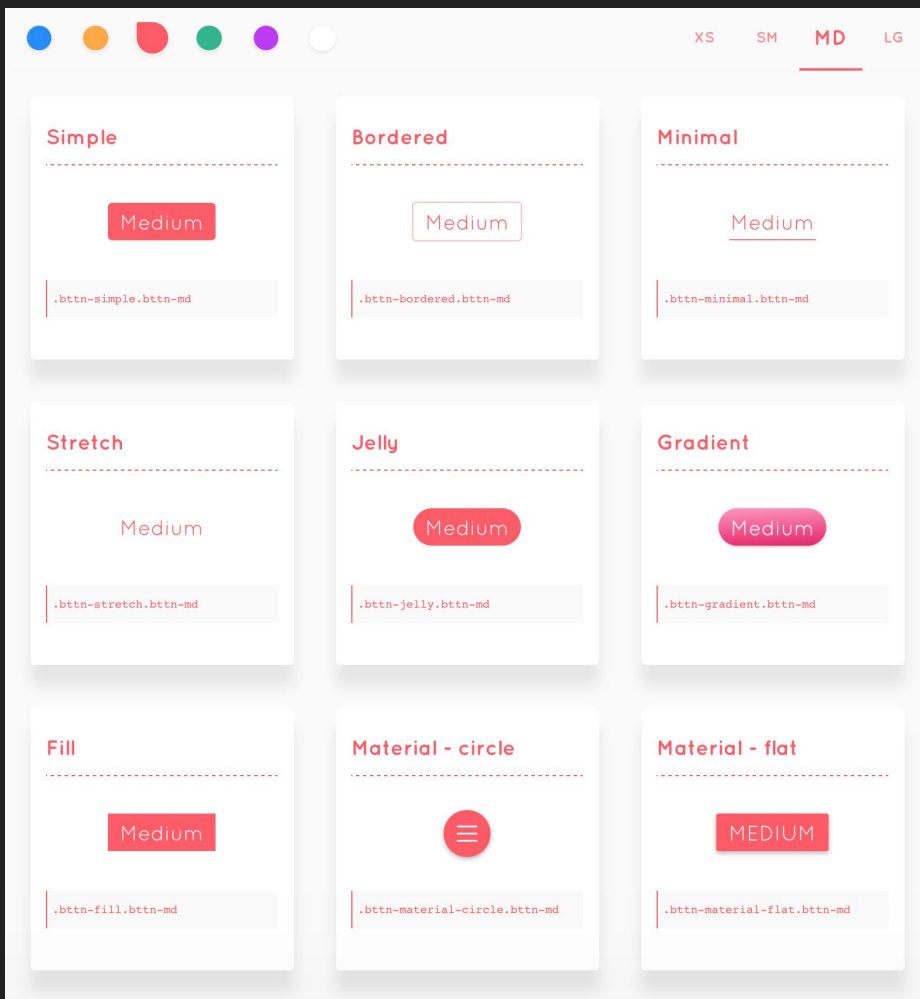 XS SM MD LG
Simple
Medium
.bttn-simple.bttn-md
Bordered
Medium
.bttn-bordered.bttn-md
Minimal
Medium
.bttn-minimal.bttn-md
Stretch
Medium
.bttn-stretch.bttn-md
Jelly
Medium
.bttn-jelly.bttn-md
Gradient
Medium
.bttn-gradient.bttn-md
Fill
Medium
.bttn-fill.bttn-md
Material - circle
.bttn-material-circle.bttn-md
Material - flat
MEDIUM
.bttn-material-flat.bttn-md